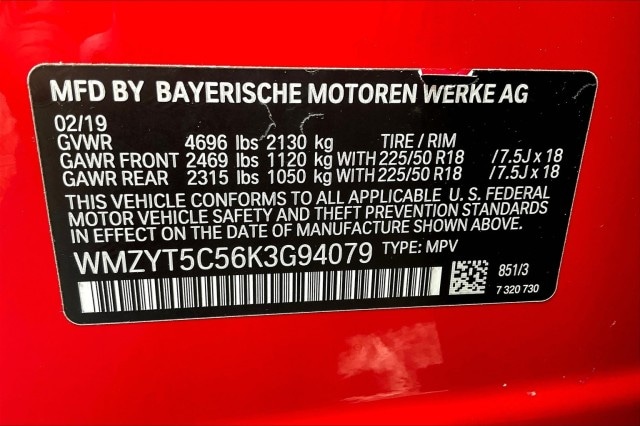 MFD BY BAYERISCHE MOTOREN WERKE AG
02/19
GVWR 4696 lbs 2130 kg TIRE / RIM
GAWR FRONT 2469 lbs 1120 kg WITH 225/50 R18 /7.5J x 18
GAWR REAR 2315 lbs 1050 kg WITH 225/50 R18 /7.5J x 18
THIS VEHICLE CONFORMS TO ALL APPLICABLE U. S. FEDERAL
MOTOR VEHICLE SAFETY AND THEFT PREVENTION STANDARDS
IN EFFECT ON THE DATE OF MANUFACTURE SHOWN ABOVE.
WMZYT5C56K3G94079 TYPE: MPV
851/3
7 320 730